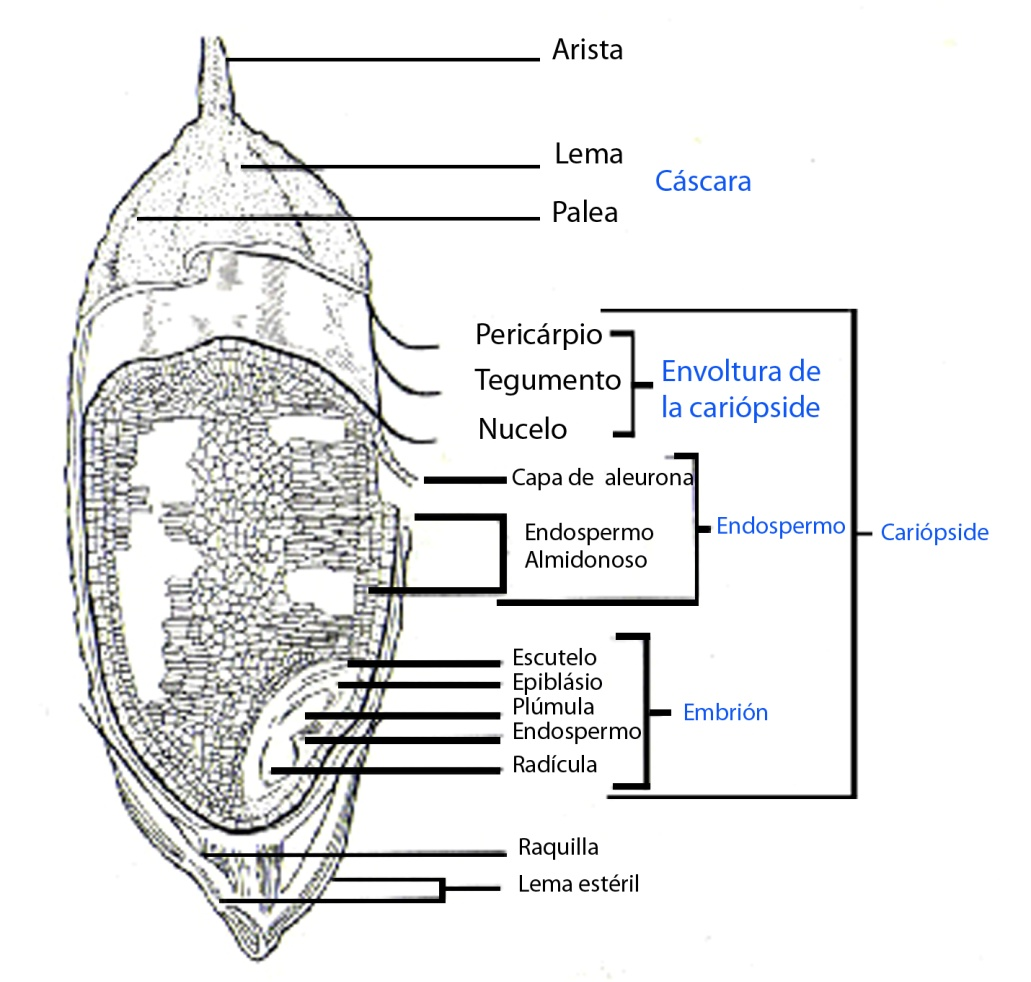 Arista
Lema
Cáscara
Palea
Pericárpio
Tegumento
Envoltura de
la cariópside
Nucelo
Capa de aleurona
Endospermo
Almidonoso
Endospermo
Cariópside
Escutelo
Epiblásio
Plúmula
Endospermo
Radícula
Embrión
Raquilla
Lema estéril